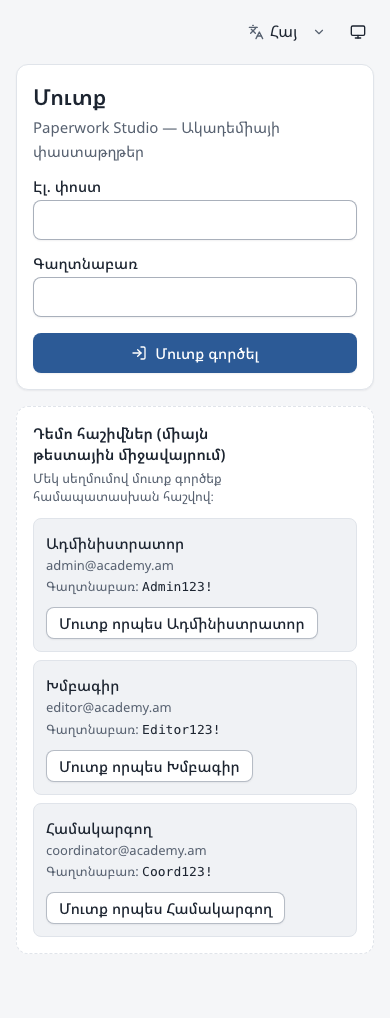 Հայ
Մուտք
Paperwork Studio — Ակադեմիայի
փաստաթղթեր
Էլ. փոստ
Գաղտնաբառ
Մուտք գործել
Դեմո հաշիվներ (միայն
թեստային միջավայրում)
Մեկ սեղմումով մուտք գործեք
համապատասխան հաշվով։
Ադմինիստրատոր
admin@academy.am
Գաղտնաբառ: Admin123!
Մուտք որպես Ադմինիստրատոր
Խմբագիր
editor@academy.am
Գաղտնաբառ: Editor123!
Մուտք որպես Խմբագիր
Համակարգող
coordinator@academy.am
Գաղտնաբառ: Coord123!
Մուտք որպես Համակարգող